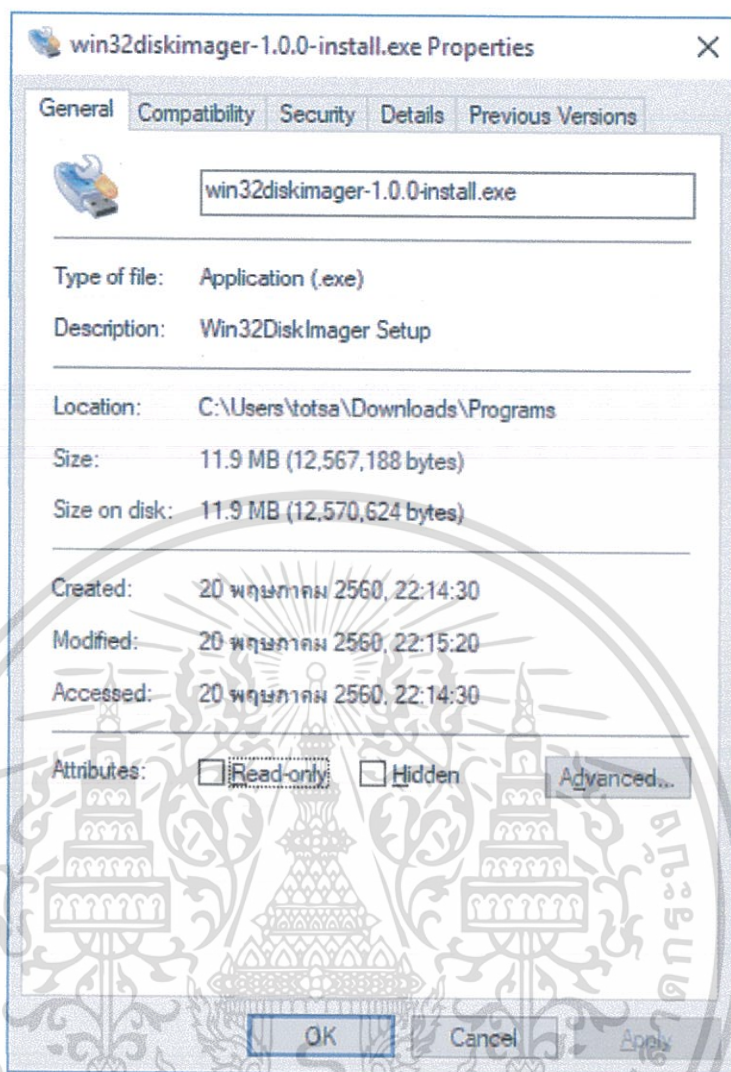 win32diskimager-1.0.0-install.exe Properties
General Compatibility Security Details Previous Versions
win32diskimager-1.0.0-install.exe
Type of file: Application (.exe)
Description: Win32DiskImager Setup
Location: C:\Users\totsa\Downloads\Programs
Size: 11.9 MB (12,567,188 bytes)
Size on disk: 11.9 MB (12,570,624 bytes)
Created: 20 พฤษภาคม 2560, 22:14:30
Modified: 20 พฤษภาคม 2560, 22:15:20
Accessed: 20 พฤษภาคม 2560, 22:14:30
Attributes: Read-only Hidden Advanced...
OK Cancel Apply